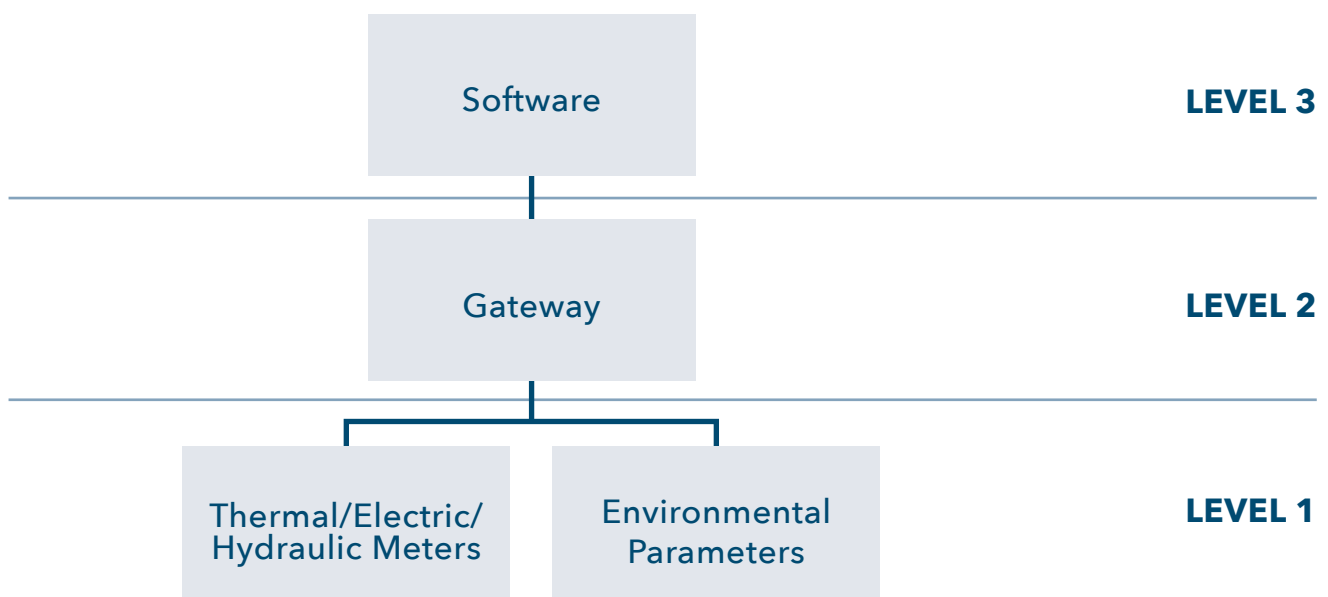 Software
LEVEL 3
Gateway
LEVEL 2
Thermal/Electric/
Hydraulic Meters
Environmental
Parameters
LEVEL 1